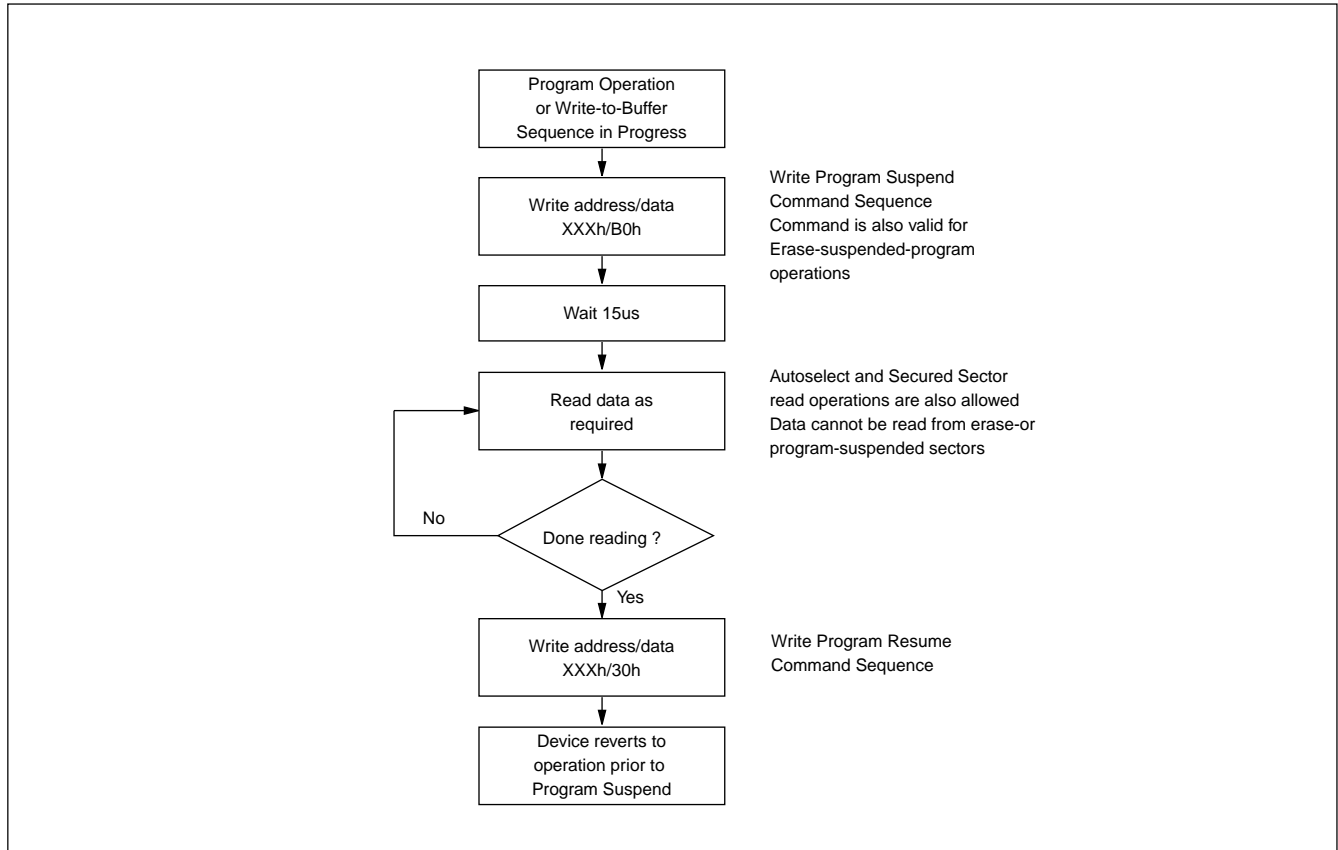 Program Operation
or Write-to-Buffer
Sequence in Progress
Write address/data
XXXh/B0h
Write Program Suspend
Command Sequence
Command is also valid for
Erase-suspended-program
operations
Wait 15us
Read data as
required
Autoselect and Secured Sector
read operations are also allowed
Data cannot be read from erase-or
program-suspended sectors
No
Done reading ?
Yes
Write address/data
XXXh/30h
Write Program Resume
Command Sequence
Device reverts to
operation prior to
Program Suspend